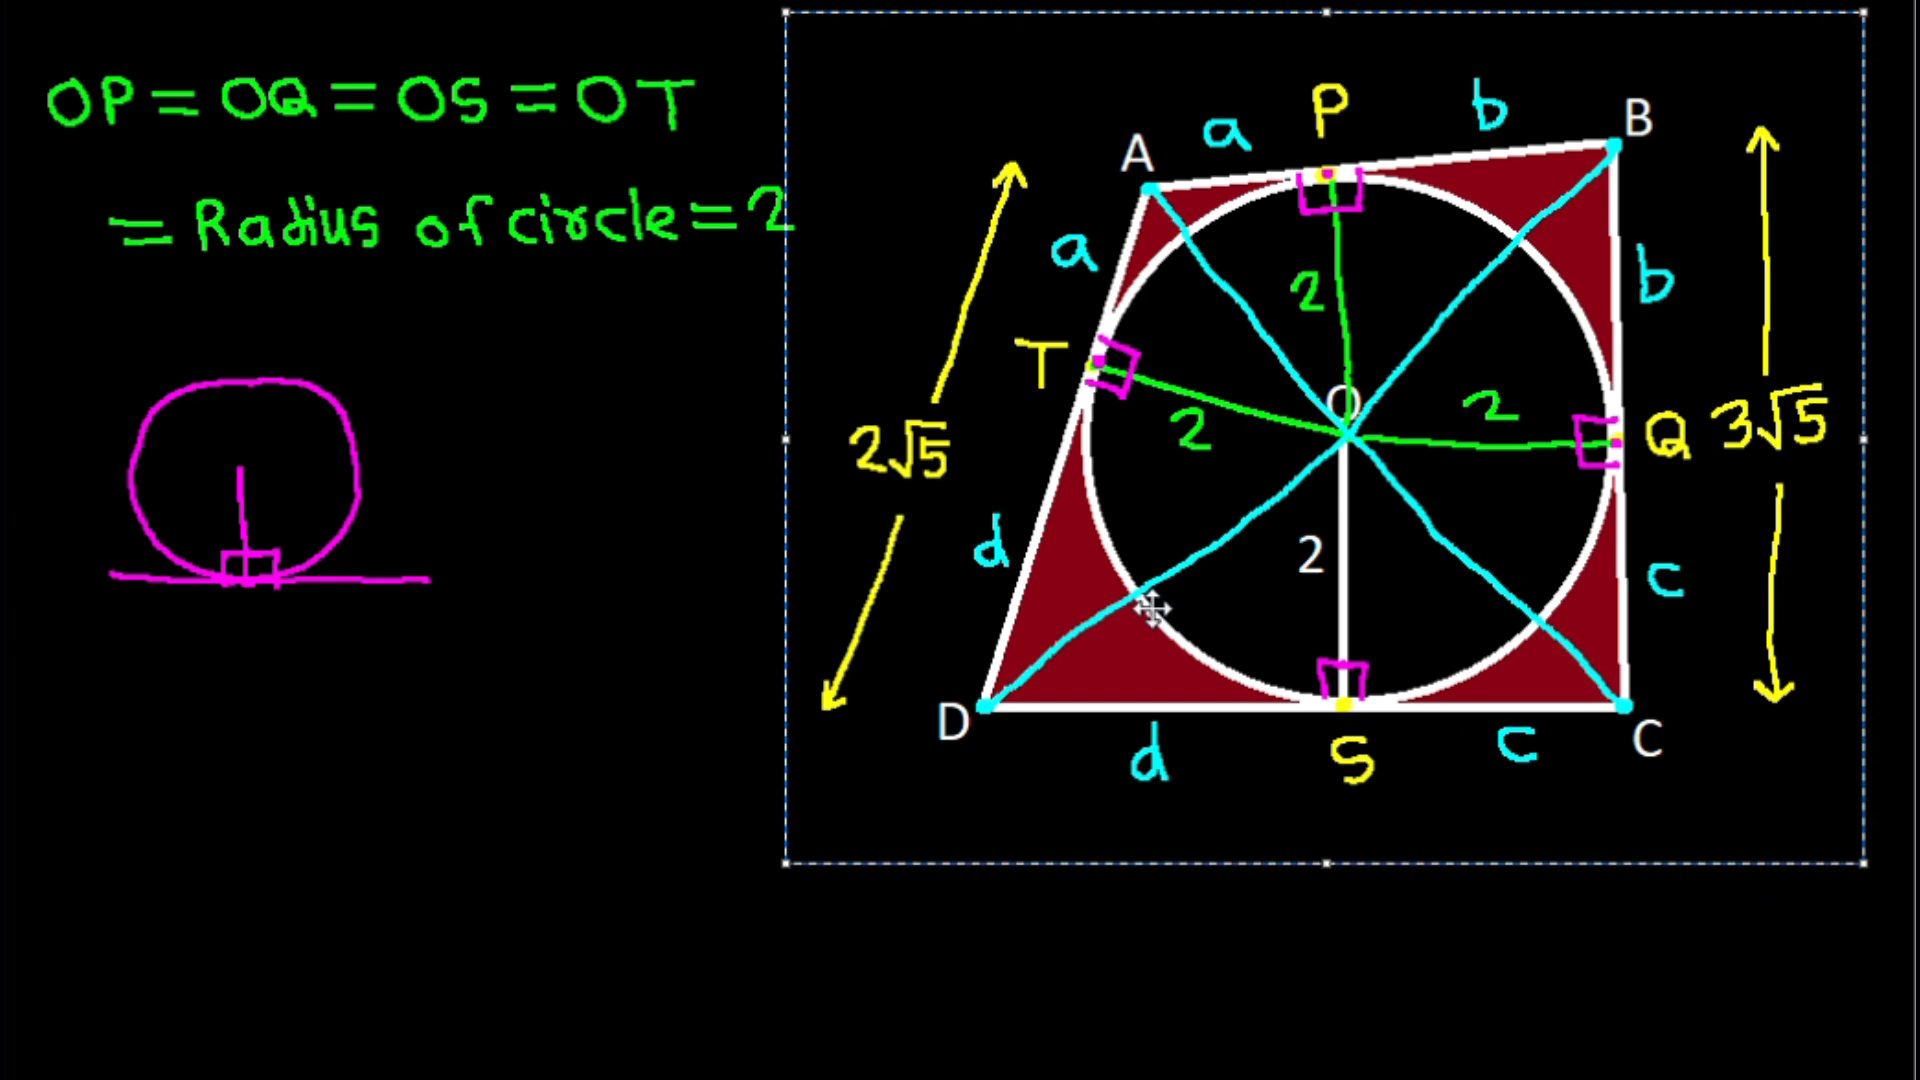 OP = OQ = OS = OT
= Radius of circle = 2
P
b
B
a
A
a
b
2
T
O
2
2
Q
3√5
2√5
d
2
c
D
C
d
S
c